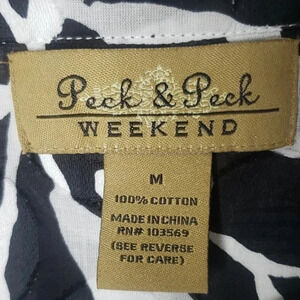 Peck & Peck
WEEKEND
M
100% COTTON
MADE IN CHINA
RN# 103569
(SEE REVERSE
FOR CARE)